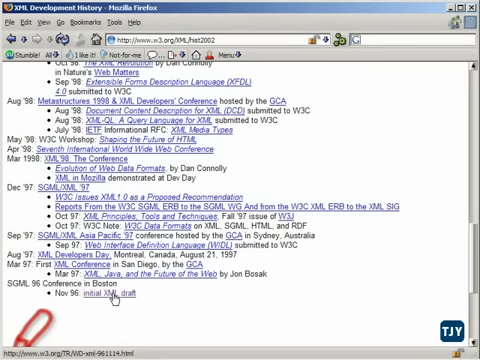 XML Development History - Mozilla Firefox
File Edit View Go Bookmarks Tools Help
http://www.w3.org/XML/hist2002
Stumble! All I like it! Not-for-me... Menu
Oct '98: The XML Revolution by Dan Connolly
in Nature's Web Matters
Sep '98: Extensible Forms Description Language (XFDL)
4.0 submitted to W3C
Aug '98: Metastructures 1998 & XML Developers' Conference hosted by the GCA
Aug '98: Document Content Description for XML (DCD) submitted to W3C
Aug '98: XML-QL: A Query Language for XML submitted to W3C
July '98: IETF Informational RFC: XML Media Types
May '98: W3C Workshop: Shaping the Future of HTML
Apr '98: Seventh International World Wide Web Conference
Mar 1998: XML'98: The Conference
Evolution of Web Data Formats, by Dan Connolly
XML in Mozilla demonstrated at Dev Day
Dec '97: SGML/XML '97
W3C Issues XML1.0 as a Proposed Recommendation
Reports From the W3C SGML ERB to the SGML WG And from the W3C XML ERB to the XML SIG
Oct 97: XML Principles, Tools and Techniques, Fall '97 issue of W3J
Oct 97: W3C Note: W3C Data Formats on XML, SGML, HTML, and RDF
Sep '97: SGML/XML Asia Pacific '97 conference hosted by the GCA in Sydney, Australia
Sep 97: Web Interface Definition Language (WIDL) submitted to W3C
Aug '97: XML Developers Day, Montreal, Canada, August 21, 1997
Mar 97: First XML Conference in San Diego, by the GCA
Mar 97: XML, Java, and the Future of the Web by Jon Bosak
SGML 96 Conference in Boston
Nov 96: initial XML draft
TJY
http://www.w3.org/TR/WD-xml-961114.html